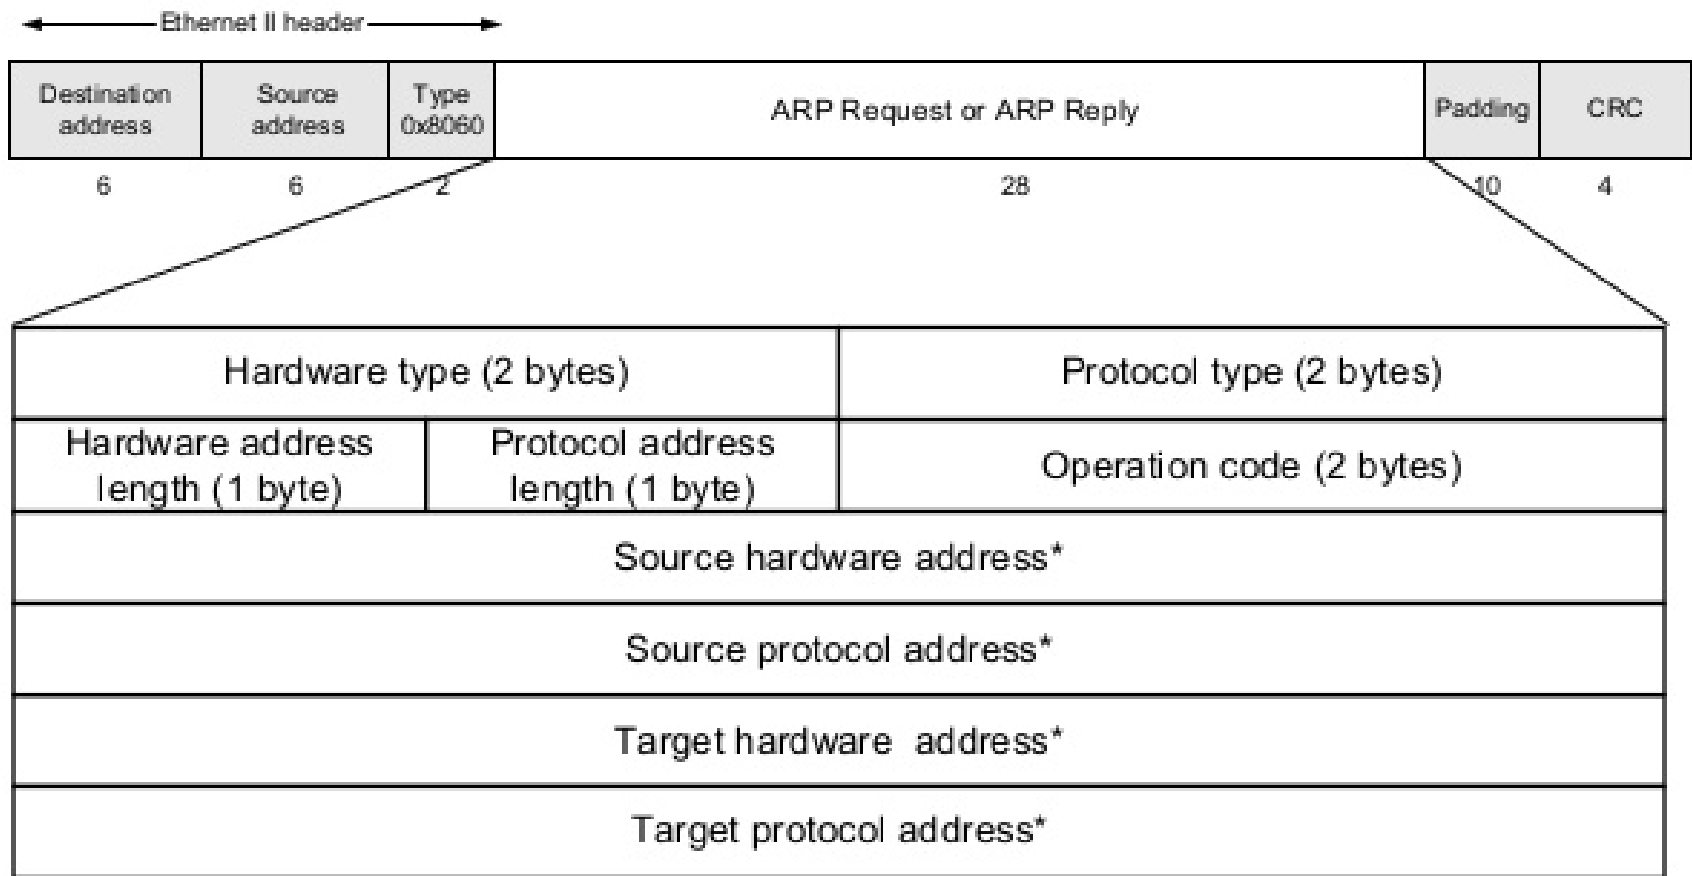 Ethernet II header
Destination
address
Source
address
Type
0x8060
ARP Request or ARP Reply
Padding
CRC
6
6
2
28
10
4
Hardware type (2 bytes)
Protocol type (2 bytes)
Hardware address
length (1 byte)
Protocol address
length (1 byte)
Operation code (2 bytes)
Source hardware address*
Source protocol address*
Target hardware address*
Target protocol address*